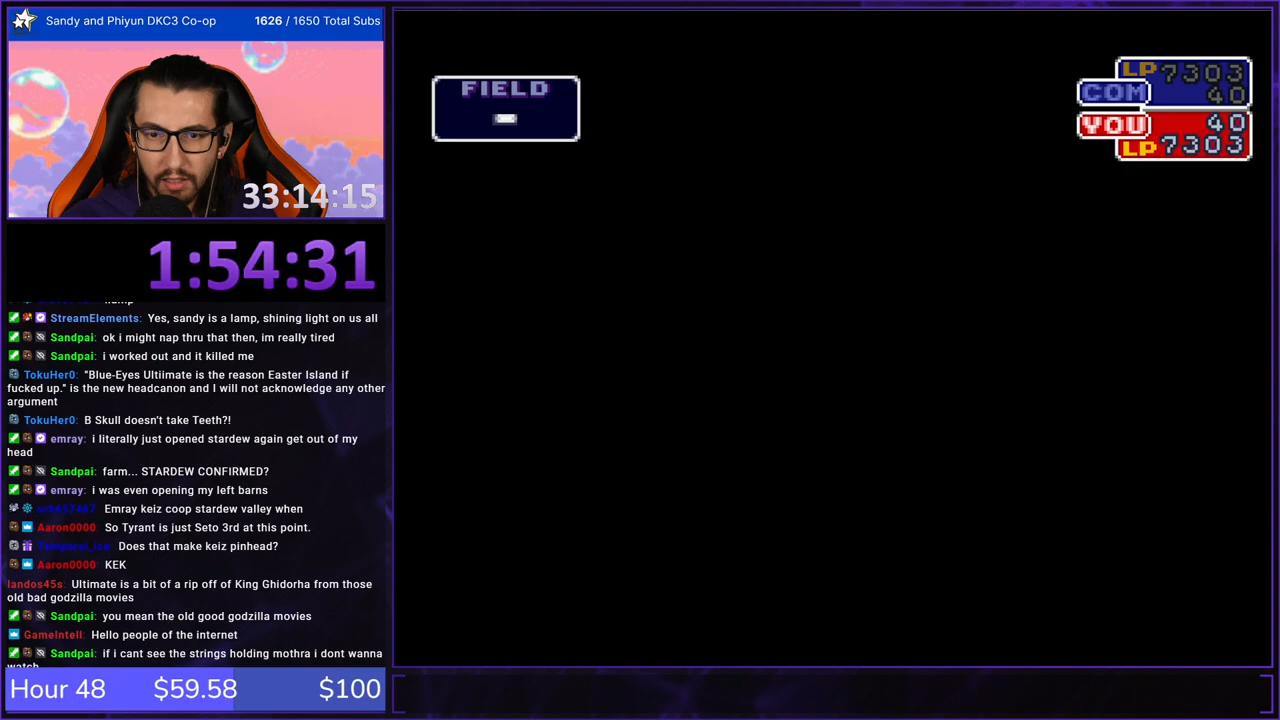 Sandy and Phiyun DKC3 Co-op
1626 / 1650 Total Subs
33:14:15
1:54:31
StreamElements: Yes, sandy is a lamp, shining light on us all
Sandpai: ok i might nap thru that then, im really tired
Sandpai: i worked out and it killed me
TokuHer0: "Blue-Eyes Ultiimate is the reason Easter Island if
fucked up." is the new headcanon and I will not acknowledge any other
argument
TokuHer0: B Skull doesn't take Teeth?!
emray: i literally just opened stardew again get out of my
head
Sandpai: farm... STARDEW CONFIRMED?
emray: i was even opening my left barns
Emray keiz coop stardew valley when
Aaron0000 So Tyrant is just Seto 3rd at this point.
Does that make keiz pinhead?
Aaron0000: KEK
landos45s: Ultimate is a bit of a rip off of King Ghidorha from those
old bad godzilla movies
Sandpai: you mean the old good godzilla movies
GameIntell: Hello people of the internet
Sandpai: if i cant see the strings holding mothra i dont wanna
watch
Hour 48
$59.58
$100
FIELD
LP 7303
COM 40
YOU 40
LP 7303